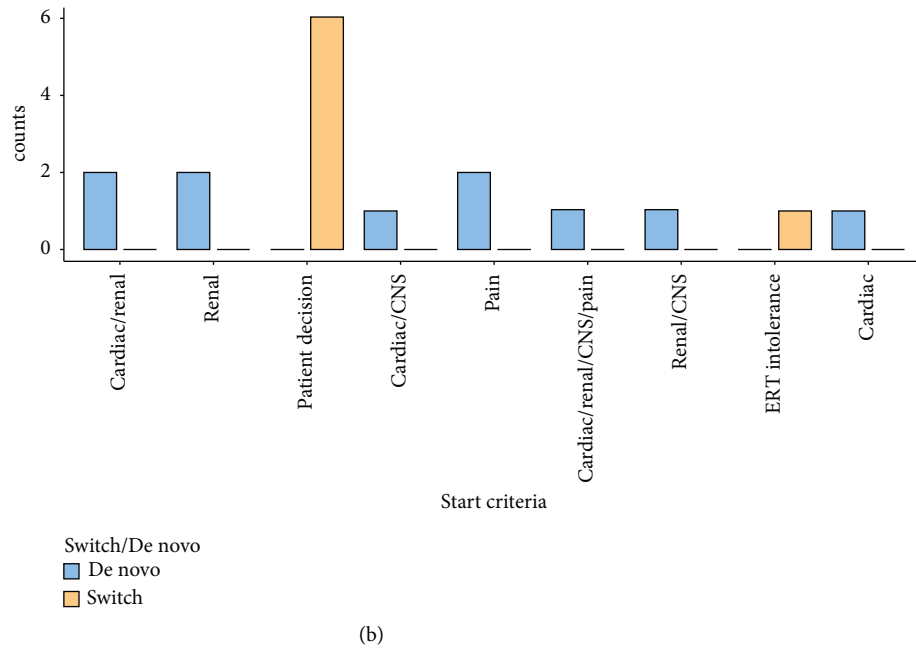 6
4
2
0
counts
Cardiac/renal
Renal
Patient decision
Cardiac/CNS
Pain
Cardiac/renal/CNS/pain
Renal/CNS
ERT intolerance
Cardiac
Start criteria
Switch/De novo
De novo
Switch
(b)